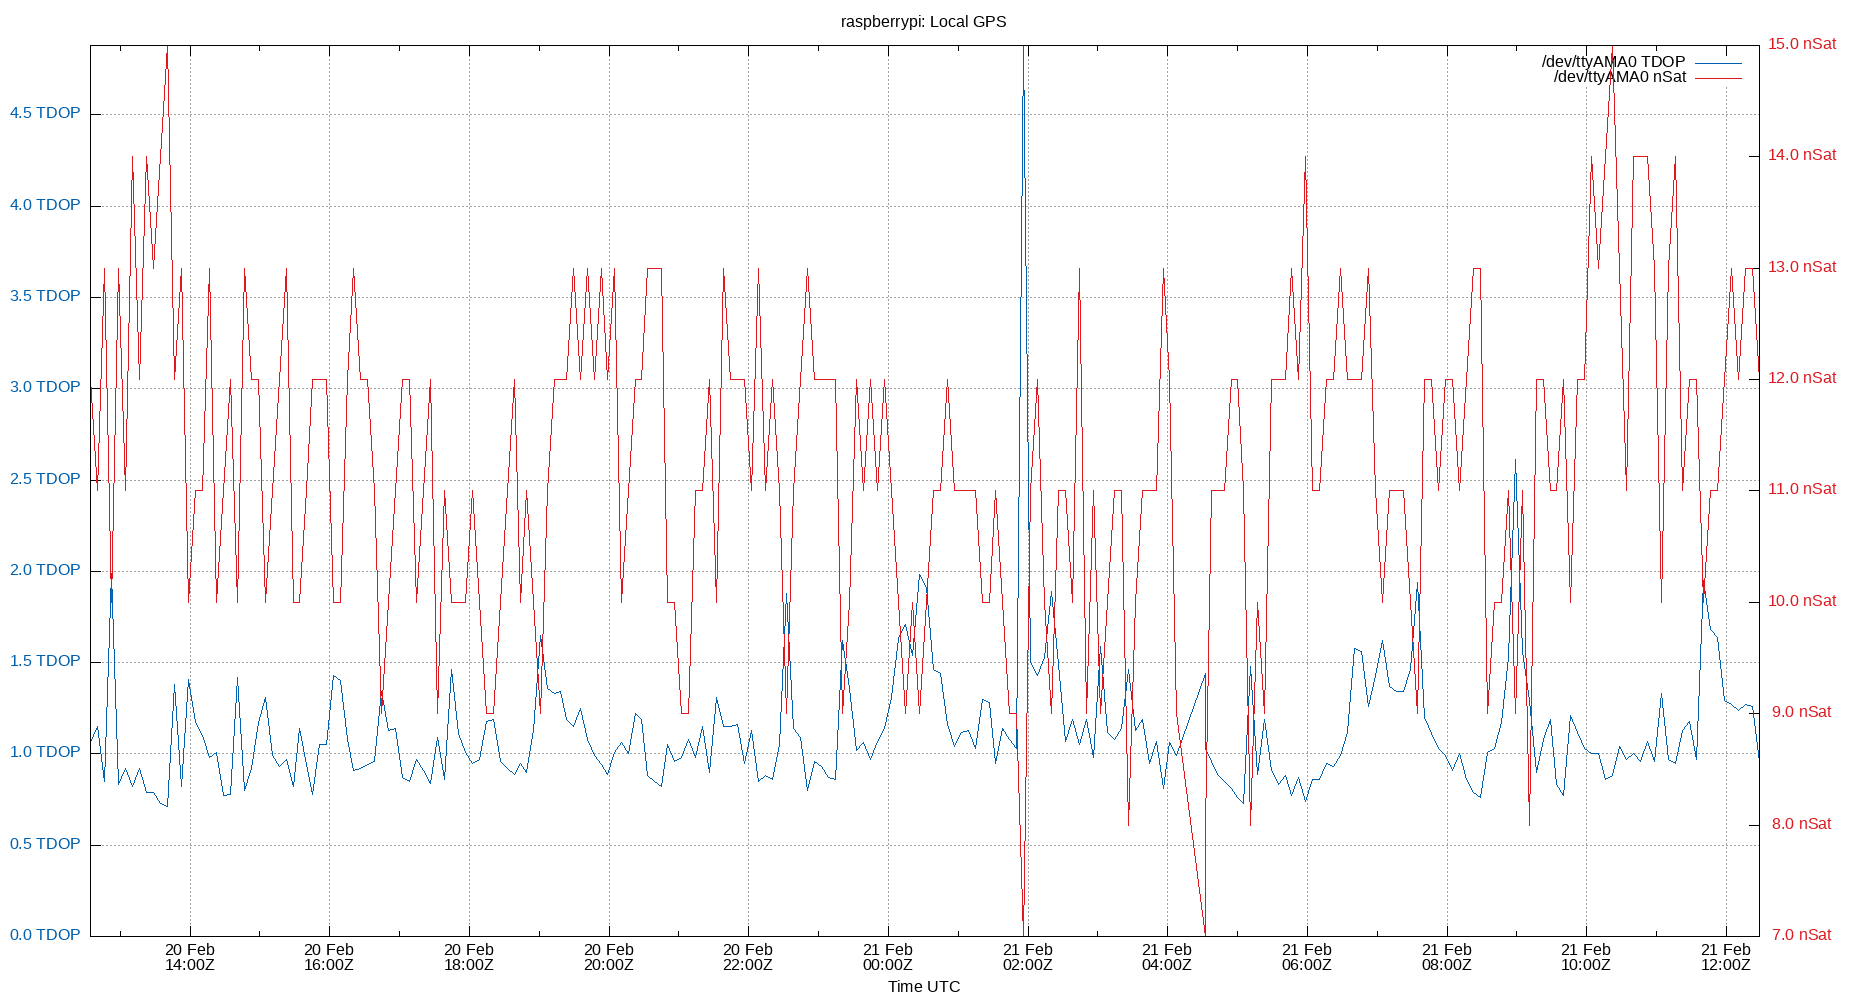 raspberrypi: Local GPS
/dev/ttyAMA0 TDOP
/dev/ttyAMA0 nSat
4.5 TDOP
4.0 TDOP
3.5 TDOP
3.0 TDOP
2.5 TDOP
2.0 TDOP
1.5 TDOP
1.0 TDOP
0.5 TDOP
0.0 TDOP
15.0 nSat
14.0 nSat
13.0 nSat
12.0 nSat
11.0 nSat
10.0 nSat
9.0 nSat
8.0 nSat
7.0 nSat
20 Feb
14:00Z
20 Feb
16:00Z
20 Feb
18:00Z
20 Feb
20:00Z
20 Feb
22:00Z
21 Feb
00:00Z
21 Feb
02:00Z
21 Feb
04:00Z
21 Feb
06:00Z
21 Feb
08:00Z
21 Feb
10:00Z
21 Feb
12:00Z
Time UTC